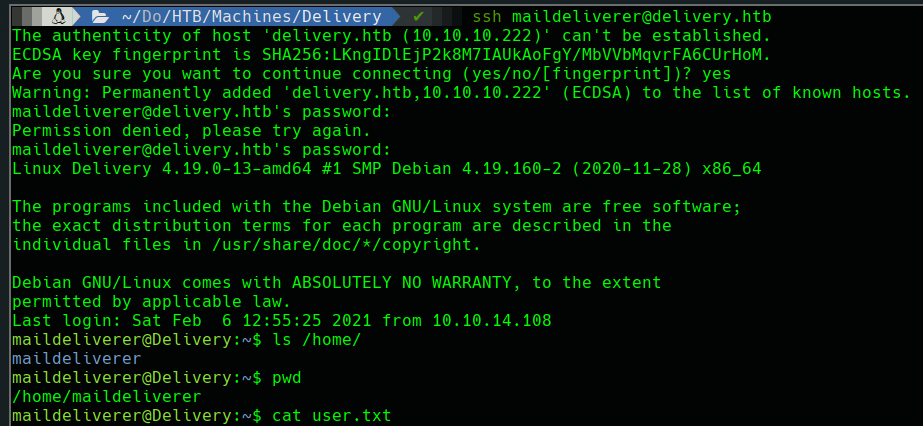 ~/Do/HTB/Machines/Delivery ✔ ssh maildeliverer@delivery.htb
The authenticity of host 'delivery.htb (10.10.10.222)' can't be established.
ECDSA key fingerprint is SHA256:LKngIDlEjP2k8M7IAUkAoFgY/MbVVbMqvrFA6CUrHoM.
Are you sure you want to continue connecting (yes/no/[fingerprint])? yes
Warning: Permanently added 'delivery.htb,10.10.10.222' (ECDSA) to the list of known hosts.
maildeliverer@delivery.htb's password:
Permission denied, please try again.
maildeliverer@delivery.htb's password:
Linux Delivery 4.19.0-13-amd64 #1 SMP Debian 4.19.160-2 (2020-11-28) x86_64
The programs included with the Debian GNU/Linux system are free software;
the exact distribution terms for each program are described in the
individual files in /usr/share/doc/*/copyright.
Debian GNU/Linux comes with ABSOLUTELY NO WARRANTY, to the extent
permitted by applicable law.
Last login: Sat Feb  6 12:55:25 2021 from 10.10.14.108
maildeliverer@Delivery:~$ ls /home/
maildeliverer
maildeliverer@Delivery:~$ pwd
/home/maildeliverer
maildeliverer@Delivery:~$ cat user.txt